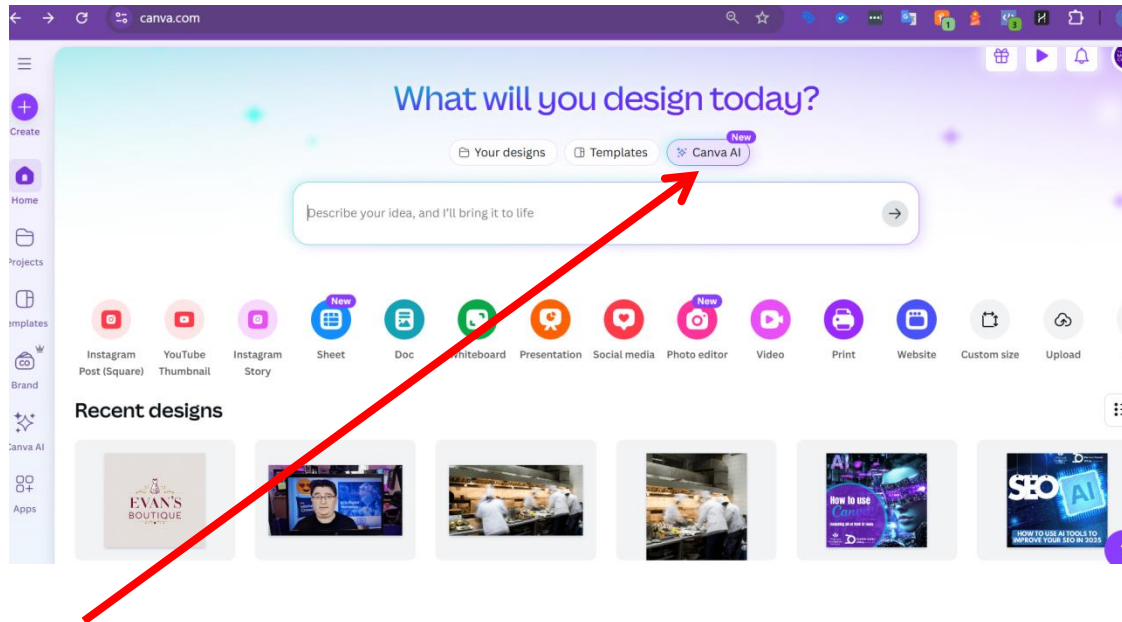 canva.com
1
3
What will you design today?
New
Your designs
Templates
Canva AI
Describe your idea, and I'll bring it to life
Create
Home
Projects
emplates
Brand
Canva AI
Apps
New
New
Instagram
Post (Square)
YouTube
Thumbnail
Instagram
Story
Sheet
Doc
Whiteboard
Presentation
Social media
Photo editor
Video
Print
Website
Custom size
Upload
Recent designs
EVAN'S
BOUTIQUE
AI
How to use
Canva
SEO
AI
HOW TO USE AI TOOLS TO
IMPROVE YOUR SEO IN 2025